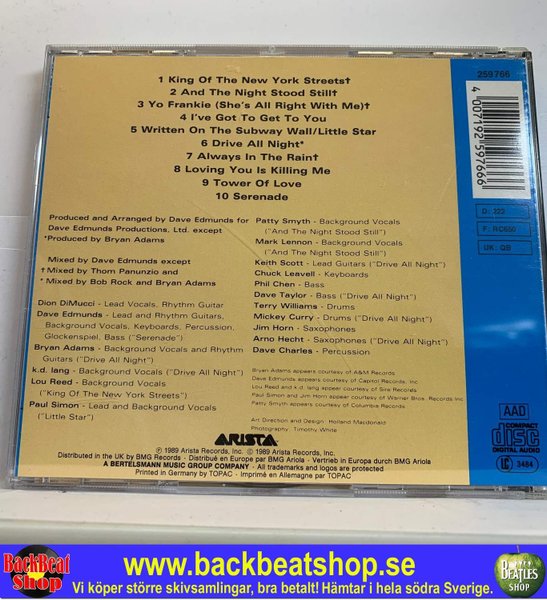 1 King Of The New York Streets†
2 And The Night Stood Still†
3 Yo Frankie (She's All Right With Me)†
4 I've Got To Get To You
5 Written On The Subway Wall/Little Star
6 Drive All Night*
7 Always In The Rain†
8 Loving You Is Killing Me
9 Tower Of Love
10 Serenade
259766
4 007192 597666
D: 222
F: RC650
UK: QB
Produced and Arranged by Dave Edmunds for
Dave Edmunds Productions, Ltd. except
*Produced by Bryan Adams
Mixed by Dave Edmunds except
† Mixed by Thom Panunzio and
* Mixed by Bob Rock and Bryan Adams
Dion DiMucci - Lead Vocals, Rhythm Guitar
Dave Edmunds - Lead and Rhythm Guitars,
Background Vocals, Keyboards, Percussion,
Glockenspiel, Bass ("Serenade")
Bryan Adams - Background Vocals and Rhythm
Guitars ("Drive All Night")
k.d. lang - Background Vocals ("Drive All Night")
Lou Reed - Background Vocals
("King Of The New York Streets")
Paul Simon - Lead and Background Vocals
("Little Star")
Patty Smyth - Background Vocals
("And The Night Stood Still")
Mark Lennon - Background Vocals
("And The Night Stood Still")
Keith Scott - Lead Guitars ("Drive All Night")
Chuck Leavell - Keyboards
Phil Chen - Bass
Dave Taylor - Bass ("Drive All Night")
Terry Williams - Drums
Mickey Curry - Drums ("Drive All Night")
Jim Horn - Saxophones
Arno Hecht - Saxophones ("Drive All Night")
Dave Charles - Percussion
Bryan Adams appears courtesy of A&M Records
Dave Edmunds appears courtesy of Capitol Records, Inc.
Lou Reed and k.d. lang appear courtesy of Sire Records
Paul Simon and Jim Horn appear courtesy of Warner Bros. Records Inc.
Patty Smyth appears courtesy of Columbia Records
Art Direction and Design: Holland Macdonald
Photography: Timothy White
ARISTA
℗ 1989 Arista Records, Inc. © 1989 Arista Records, Inc.
Distributed in the UK by BMG Records · Distribué en Europe par BMG Ariola · Vertrieb in Europa durch BMG Ariola
A BERTELSMANN MUSIC GROUP COMPANY · All trademarks and logos are protected
Printed in Germany by TOPAC · Imprimé en Allemagne par TOPAC
AAD
COMPACT
disc
DIGITAL AUDIO
LC 3484
BackBeat
Shop
www.backbeatshop.se
Vi köper större skivsamlingar, bra betalt! Hämtar i hela södra Sverige.
BEATLES
SHOP